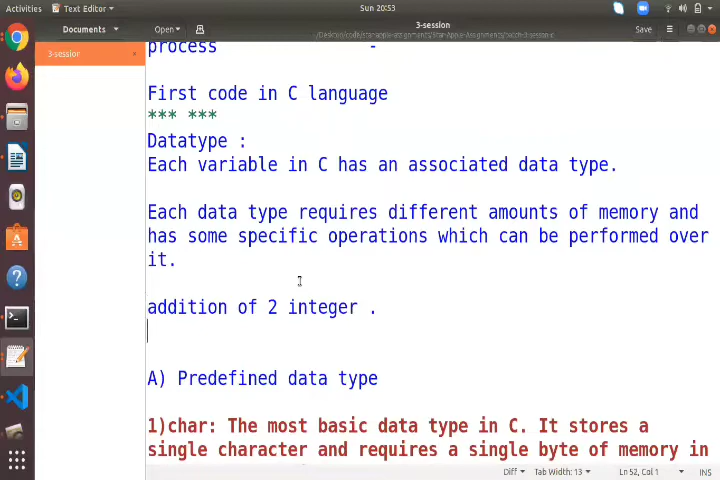 Activities
Text Editor
Sun 20:53
Documents
Open
3-session
Save
3-session
process -
First code in C language
*** ***
Datatype :
Each variable in C has an associated data type.
Each data type requires different amounts of memory and
has some specific operations which can be performed over
it.
addition of 2 integer .
A) Predefined data type
1)char: The most basic data type in C. It stores a
single character and requires a single byte of memory in
Diff
Tab Width: 13
Ln 52, Col 1
INS